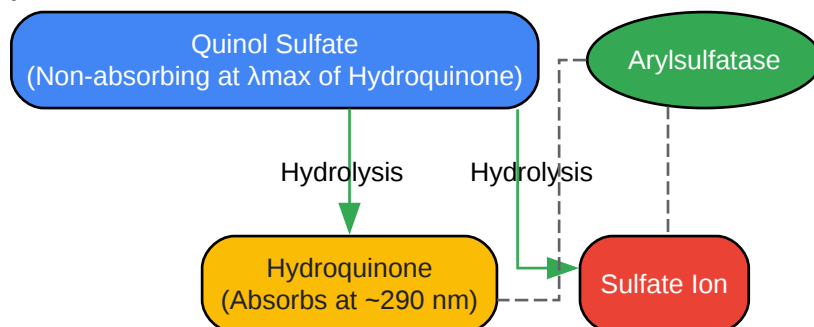 Quinol Sulfate
(Non-absorbing at λmax of Hydroquinone)
Arylsulfatase
Hydrolysis
Hydrolysis
Hydroquinone
(Absorbs at ~290 nm)
Sulfate Ion